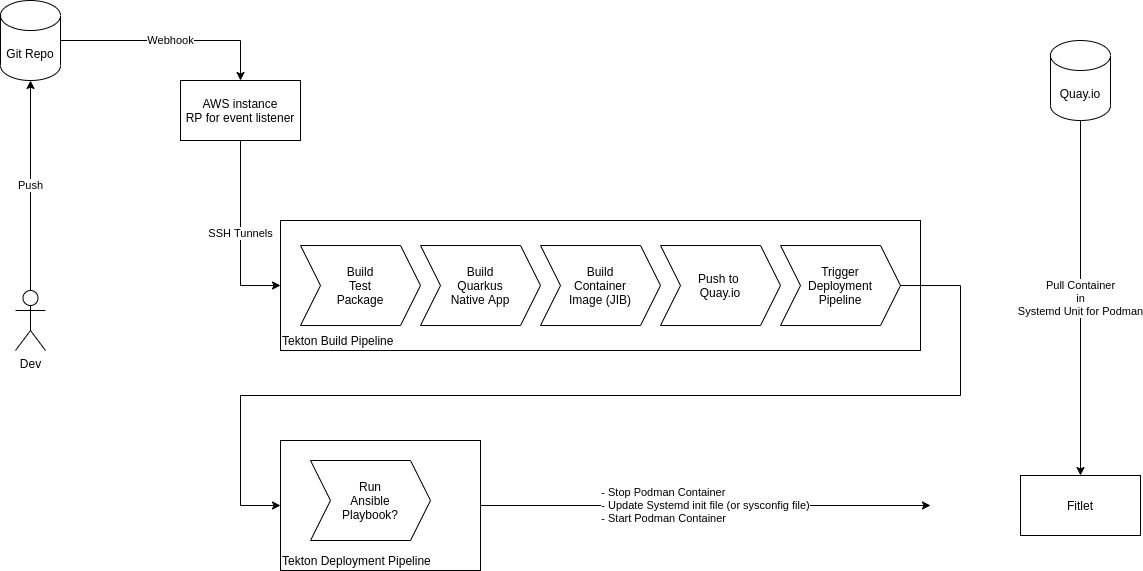 Git Repo
Webhook
Quay.io
AWS instance
RP for event listener
Push
SSH Tunnels
Build
Test
Package
Build
Quarkus
Native App
Build
Container
Image (JIB)
Push to
Quay.io
Trigger
Deployment
Pipeline
Tekton Build Pipeline
Pull Container
in
Systemd Unit for Podman
Dev
Run
Ansible
Playbook?
Tekton Deployment Pipeline
- Stop Podman Container
- Update Systemd init file (or sysconfig file)
- Start Podman Container
Fitlet